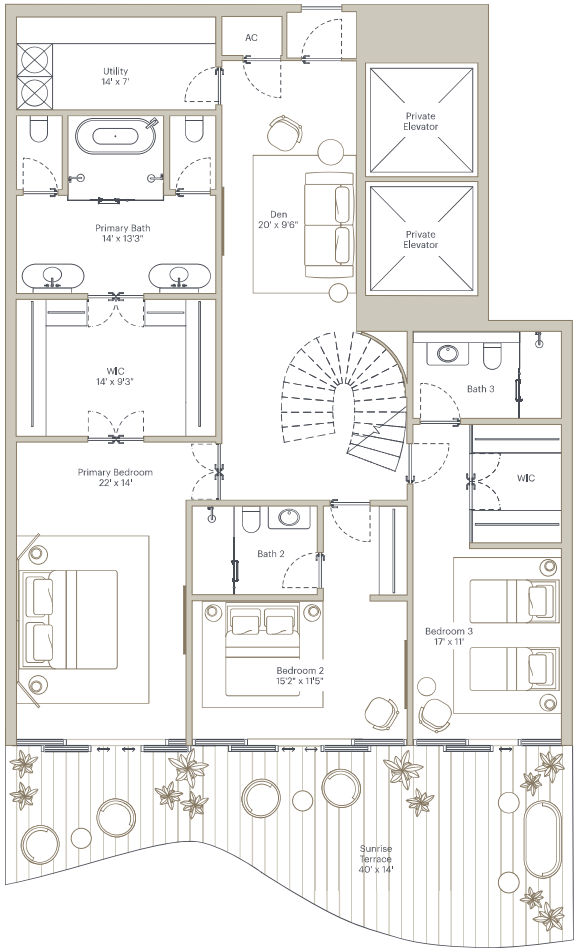 AC
Utility
14' x 7'
Private
Elevator
Den
20' x 9'6"
Primary Bath
14' x 13'3"
Private
Elevator
WIC
14' x 9'3"
Bath 3
Primary Bedroom
22' x 14'
WIC
Bath 2
Bedroom 3
17' x 11'
Bedroom 2
15'2" x 11'5"
Sunrise
Terrace
40' x 14'